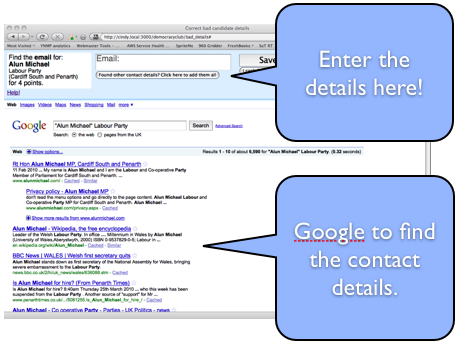 Correct bad candidate details
http://cindy.local:3000/democracyclub/bad_details#
Most Visited
YNMP analytics
Webmaster Tools - ...
AWS Service Health ...
SpriteMe
960 Gridder
FreshBooks
Find the email for:
Alun Michael
Labour Party
(Cardiff South and Penarth)
for 4 points.
Help!
Email:
Save
Found other contact details? Click here to add them all
Enter the
details here!
Web Images Videos Maps News Shopping Mail more
Google
"Alun Michael" Labour Party
Search
Advanced Search
Search: the web pages from the UK
Web Show options...
Results 1 - 10 of about 6,590 for "Alun Michael" Labour Party. (0.32 seconds)
Rt Hon Alun Michael MP, Cardiff South and Penarth
11 Feb 2010 ... My name is Alun Michael and I am the Labour and Co-operative Party
Member of Parliament for Cardiff South and Penarth. ...
www.alunmichael.com/ - Cached - Similar
Privacy policy - Alun Michael MP
don't read the menu options and go directly to the page content. Alun Michael Labour and
Co-operative Party MP for Cardiff South and Penarth. Alun Michael ...
www.alunmichael.com/privacy.aspx - Cached
Show more results from www.alunmichael.com
Alun Michael - Wikipedia, the free encyclopedia
Leader of the Welsh Labour Party. In office ... Millennium in Wales by Alun Michael
(University of Wales,Aberystwyth, 2000) ISBN 0-9537829-0-5; Labour in ...
en.wikipedia.org/wiki/Alun_Michael - Cached - Similar
BBC News | WALES | Welsh first secretary quits
Alun Michael stands down as first secretary of the National Assembly for Wales, bringing
severe embarrassment to the Labour Party.
news.bbc.co.uk/2/hi/uk_news/wales/636088.stm - Cached
Is Alun Michael for hire? (From Penarth Times)
Is Alun Michael for hire? 8:40am Thursday 25th March 2010 ... who this week has been
suspended from the Labour Party. Another source of "support" for Mr ...
www.penarthtimes.co.uk/.../5081255.Is_Alun_Michael_for_hire_/ - Cached
Alun Michael - Co operative Party - Parties - UK Politics - news
Google to find
the contact
details.